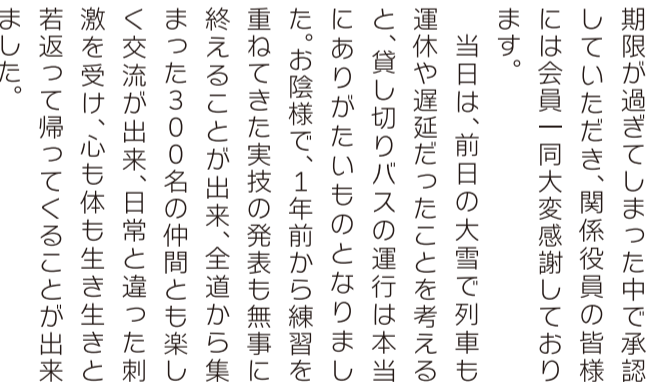 期限が過ぎてしまった中で承認
していただき、関係役員の皆様
には会員一同大変感謝しており
ます。
　当日は、前日の大雪で列車も
運休や遅延だったことを考える
と、貸し切りバスの運行は本当
にありがたいものとなりまし
た。お陰様で、1年前から練習を
重ねてきた実技の発表も無事に
終えることが出来、全道から集
まった300名の仲間とも楽し
く交流が出来、日常と違った刺
激を受け、心も体も生き生きと
若返って帰ってくることが出来
ました。